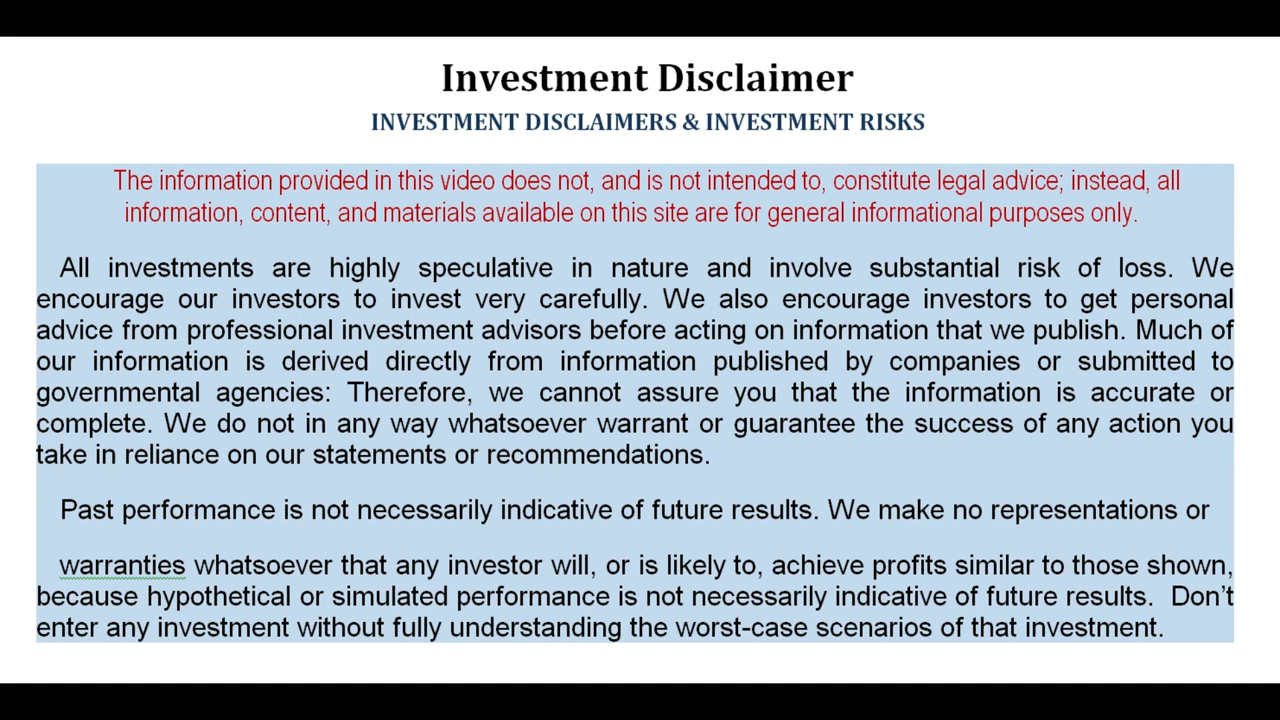 Investment Disclaimer
INVESTMENT DISCLAIMERS & INVESTMENT RISKS
The information provided in this video does not, and is not intended to, constitute legal advice; instead, all
information, content, and materials available on this site are for general informational purposes only.
All investments are highly speculative in nature and involve substantial risk of loss. We
encourage our investors to invest very carefully. We also encourage investors to get personal
advice from professional investment advisors before acting on information that we publish. Much of
our information is derived directly from information published by companies or submitted to
governmental agencies: Therefore, we cannot assure you that the information is accurate or
complete. We do not in any way whatsoever warrant or guarantee the success of any action you
take in reliance on our statements or recommendations.
Past performance is not necessarily indicative of future results. We make no representations or
warranties whatsoever that any investor will, or is likely to, achieve profits similar to those shown,
because hypothetical or simulated performance is not necessarily indicative of future results. Don’t
enter any investment without fully understanding the worst-case scenarios of that investment.